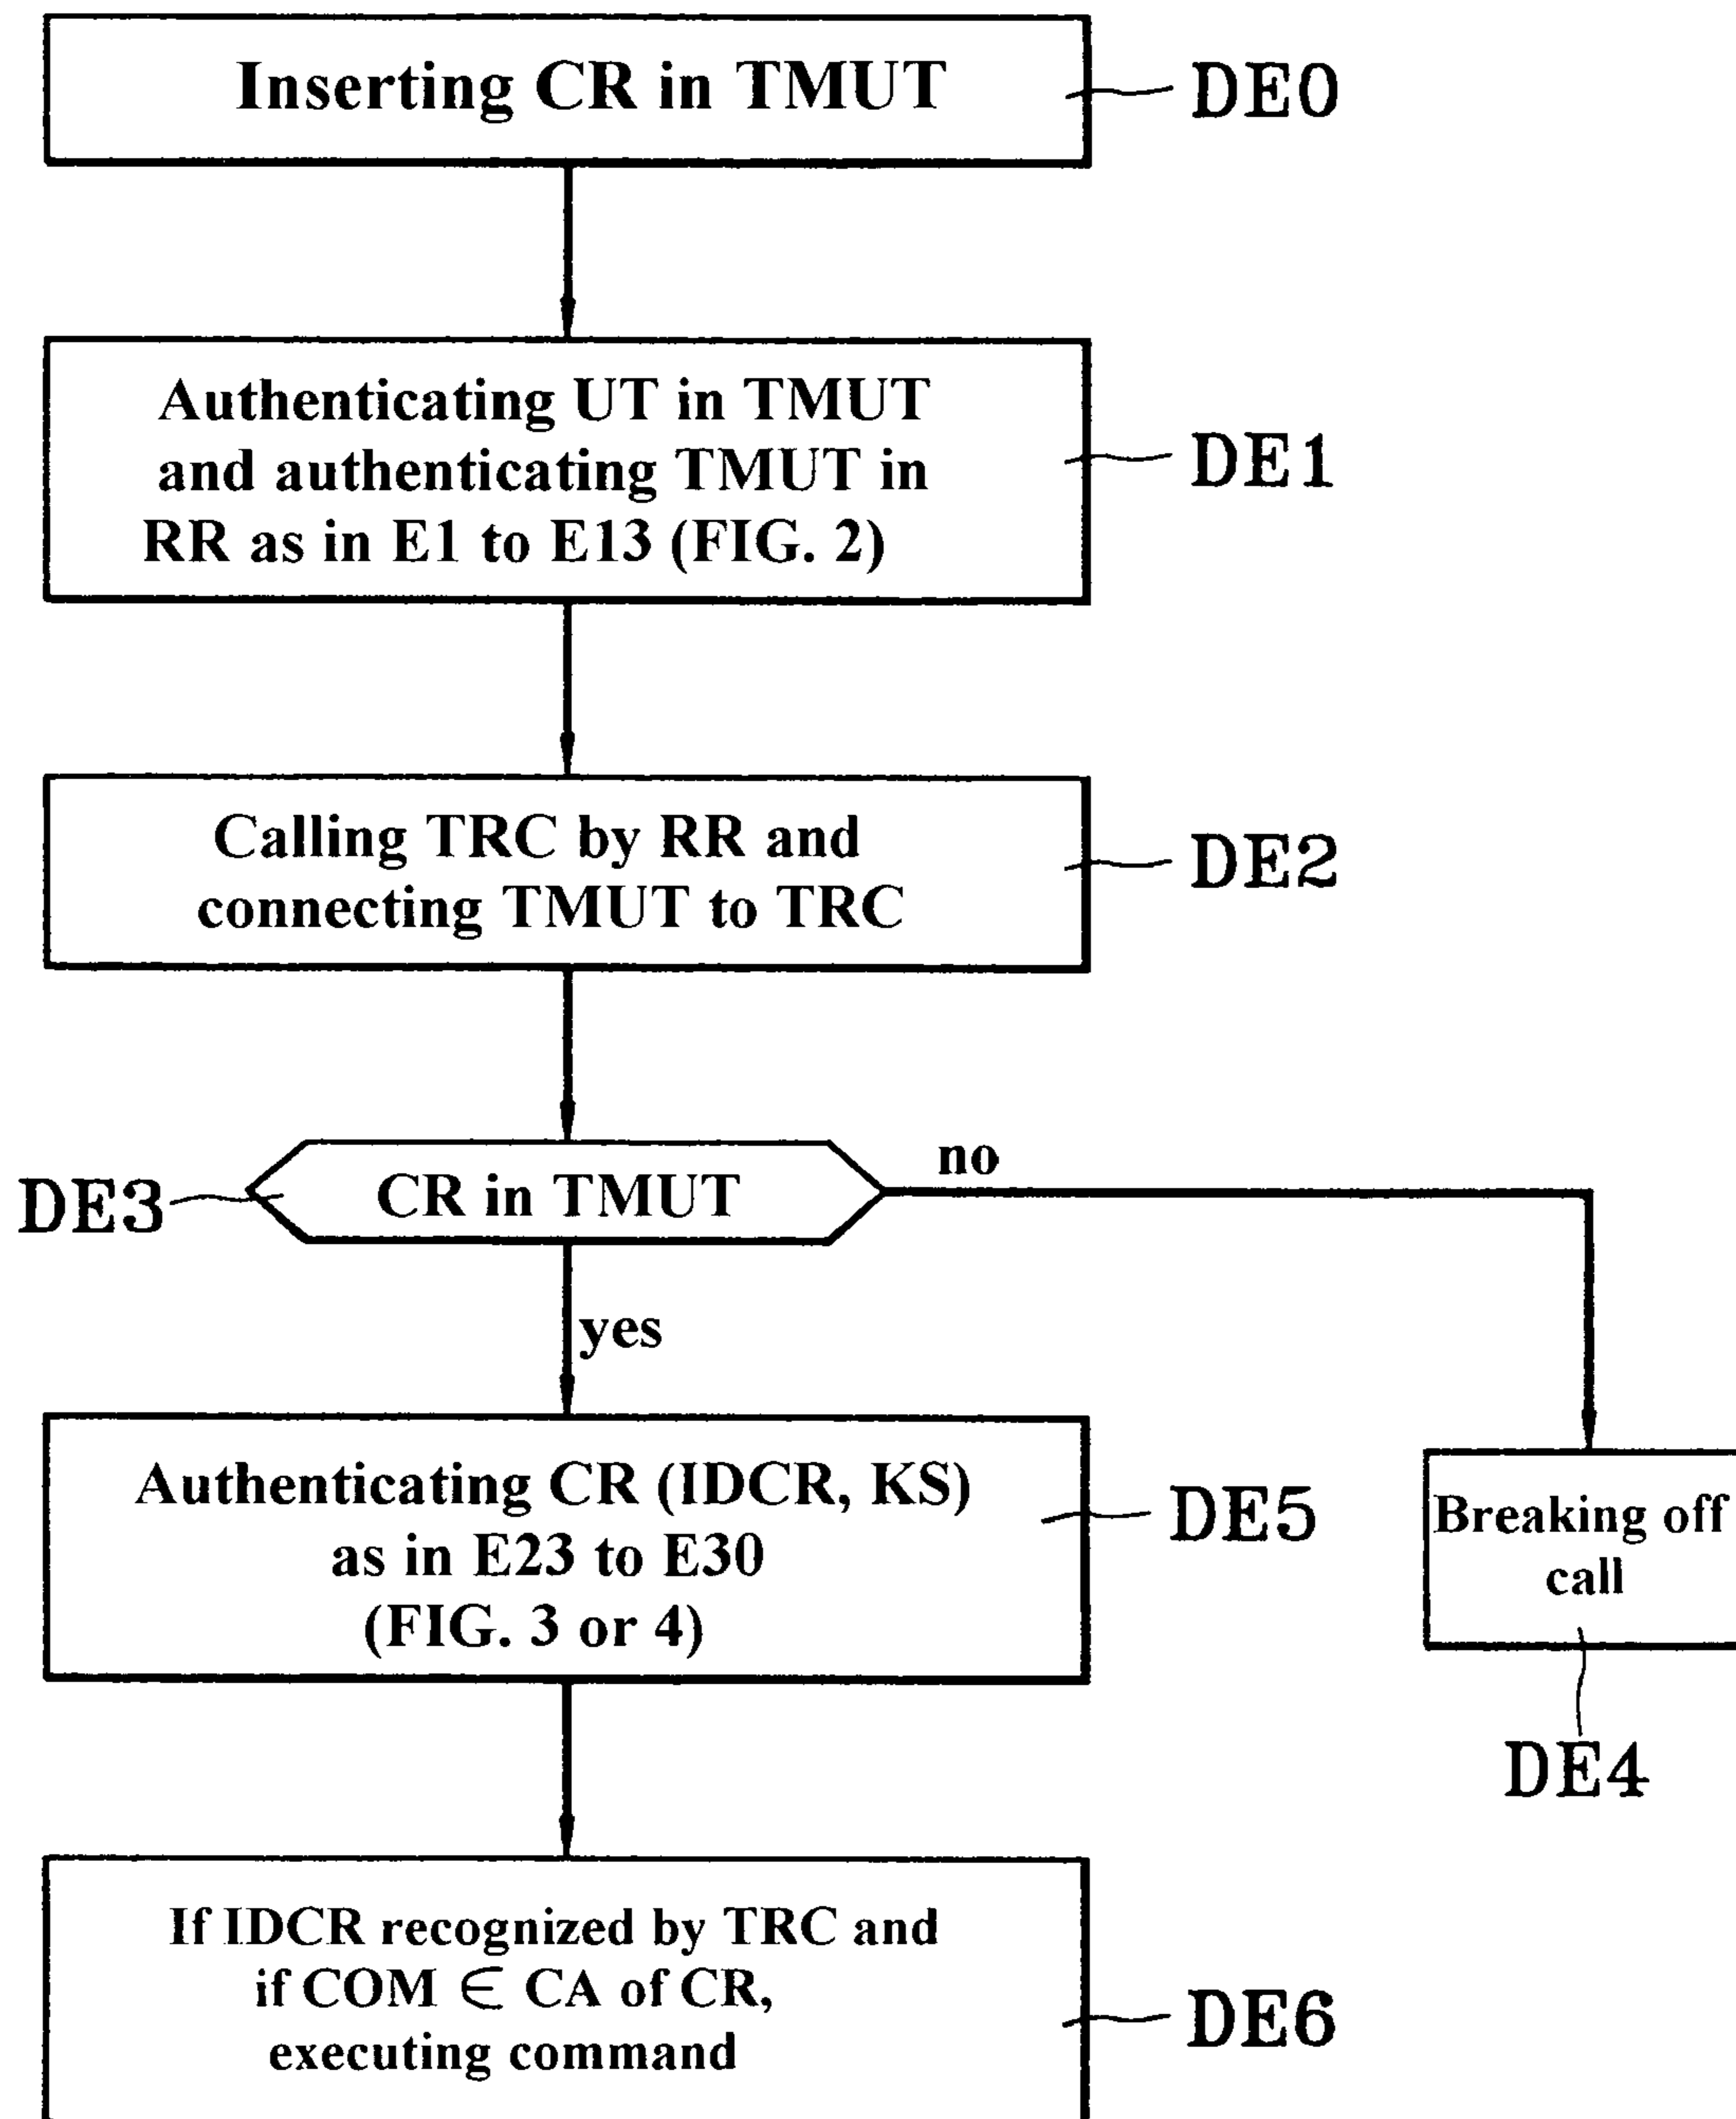 Inserting CR in TMUT
DE0
Authenticating UT in TMUT
and authenticating TMUT in
RR as in E1 to E13 (FIG. 2)
DE1
Calling TRC by RR and
connecting TMUT to TRC
DE2
DE3
CR in TMUT
no
yes
Authenticating CR (IDCR, KS)
as in E23 to E30
(FIG. 3 or 4)
DE5
Breaking off
call
DE4
If IDCR recognized by TRC and
if COM ∈ CA of CR,
executing command
DE6